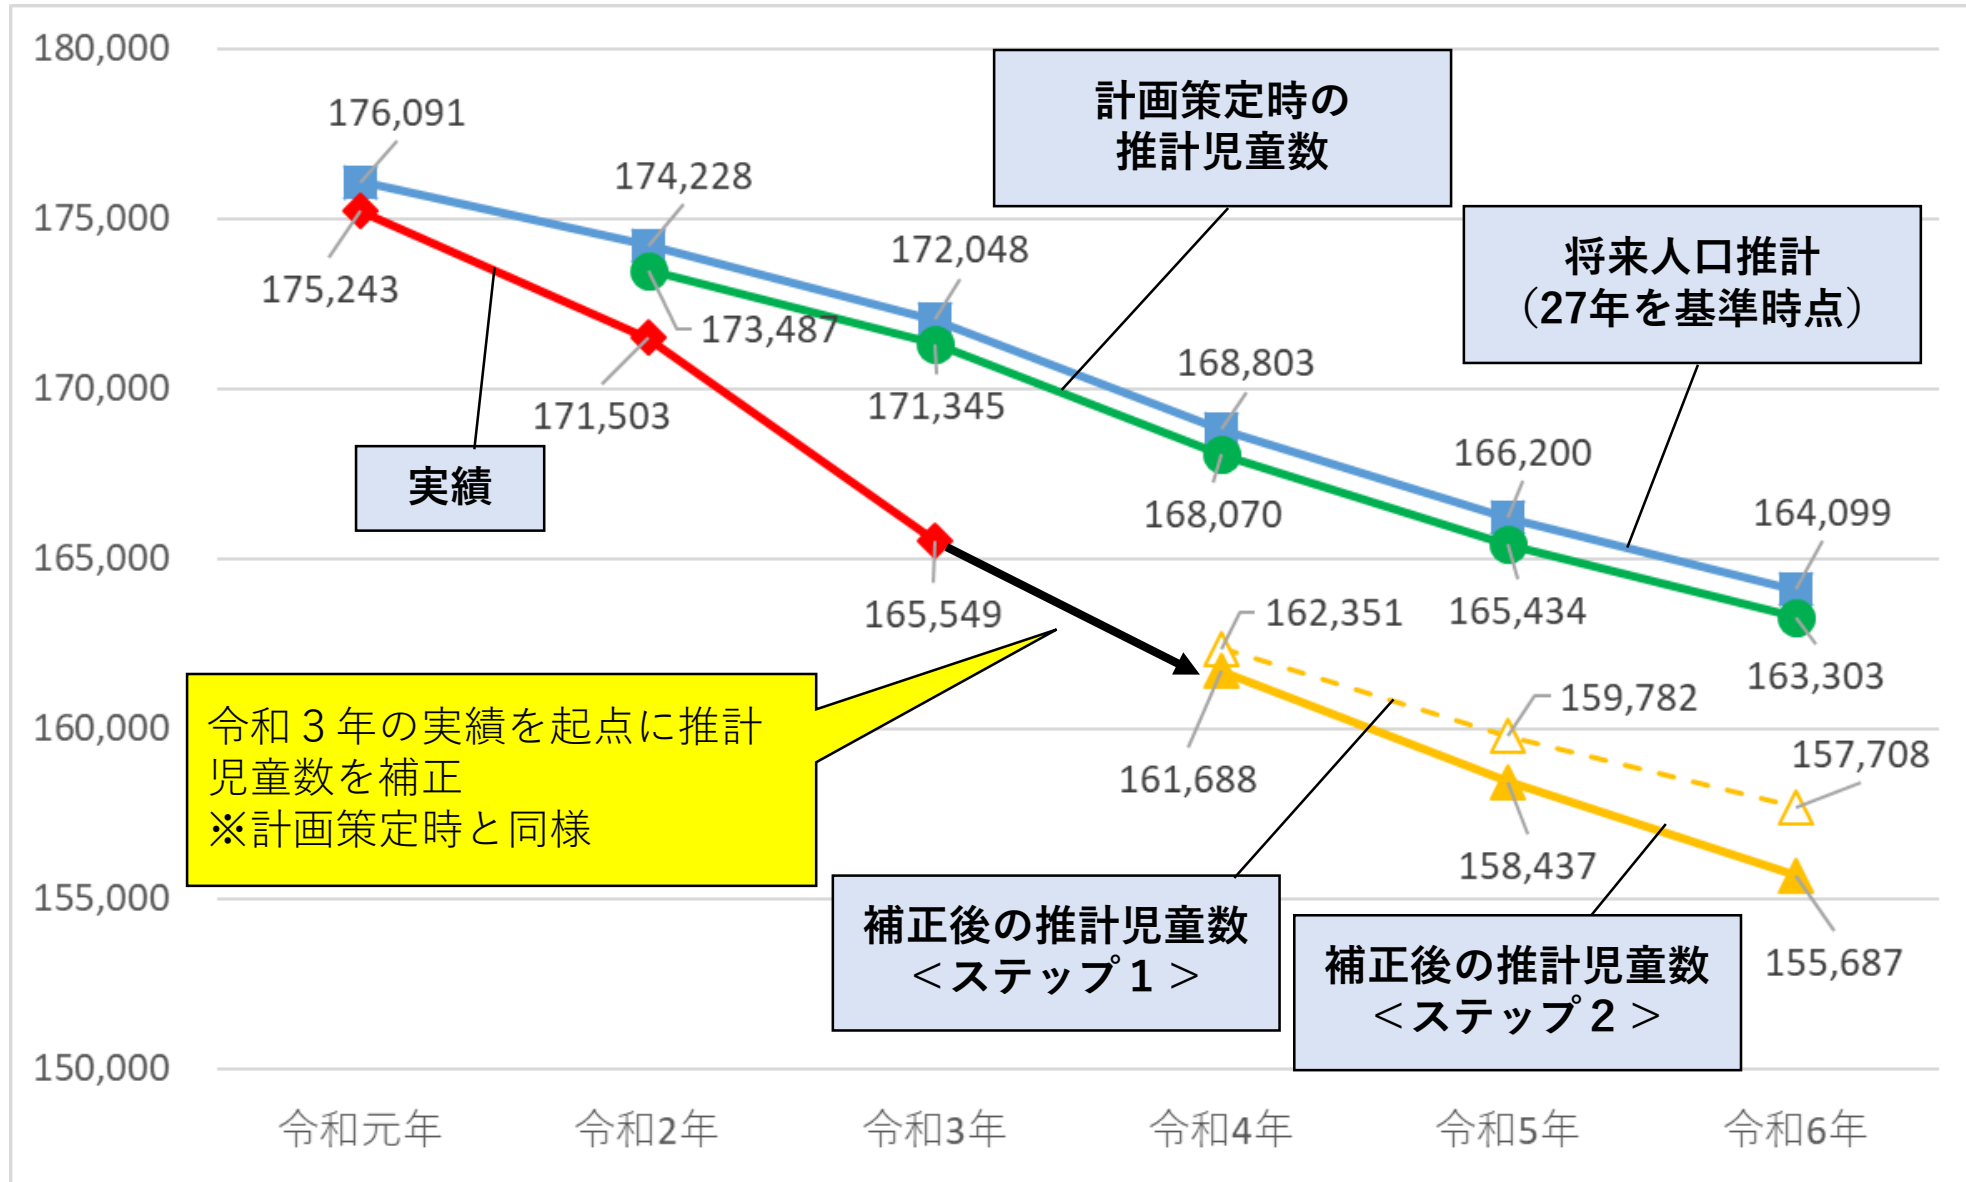 180,000
175,000
170,000
165,000
160,000
155,000
150,000
176,091
174,228
172,048
168,803
166,200
164,099
175,243
171,503
165,549
173,487
171,345
168,070
165,434
163,303
162,351
159,782
157,708
161,688
158,437
155,687
計画策定時の
推計児童数
将来人口推計
（27年を基準時点）
実績
令和３年の実績を起点に推計
児童数を補正
※計画策定時と同様
補正後の推計児童数
＜ステップ１＞
補正後の推計児童数
＜ステップ２＞
令和元年
令和2年
令和3年
令和4年
令和5年
令和6年